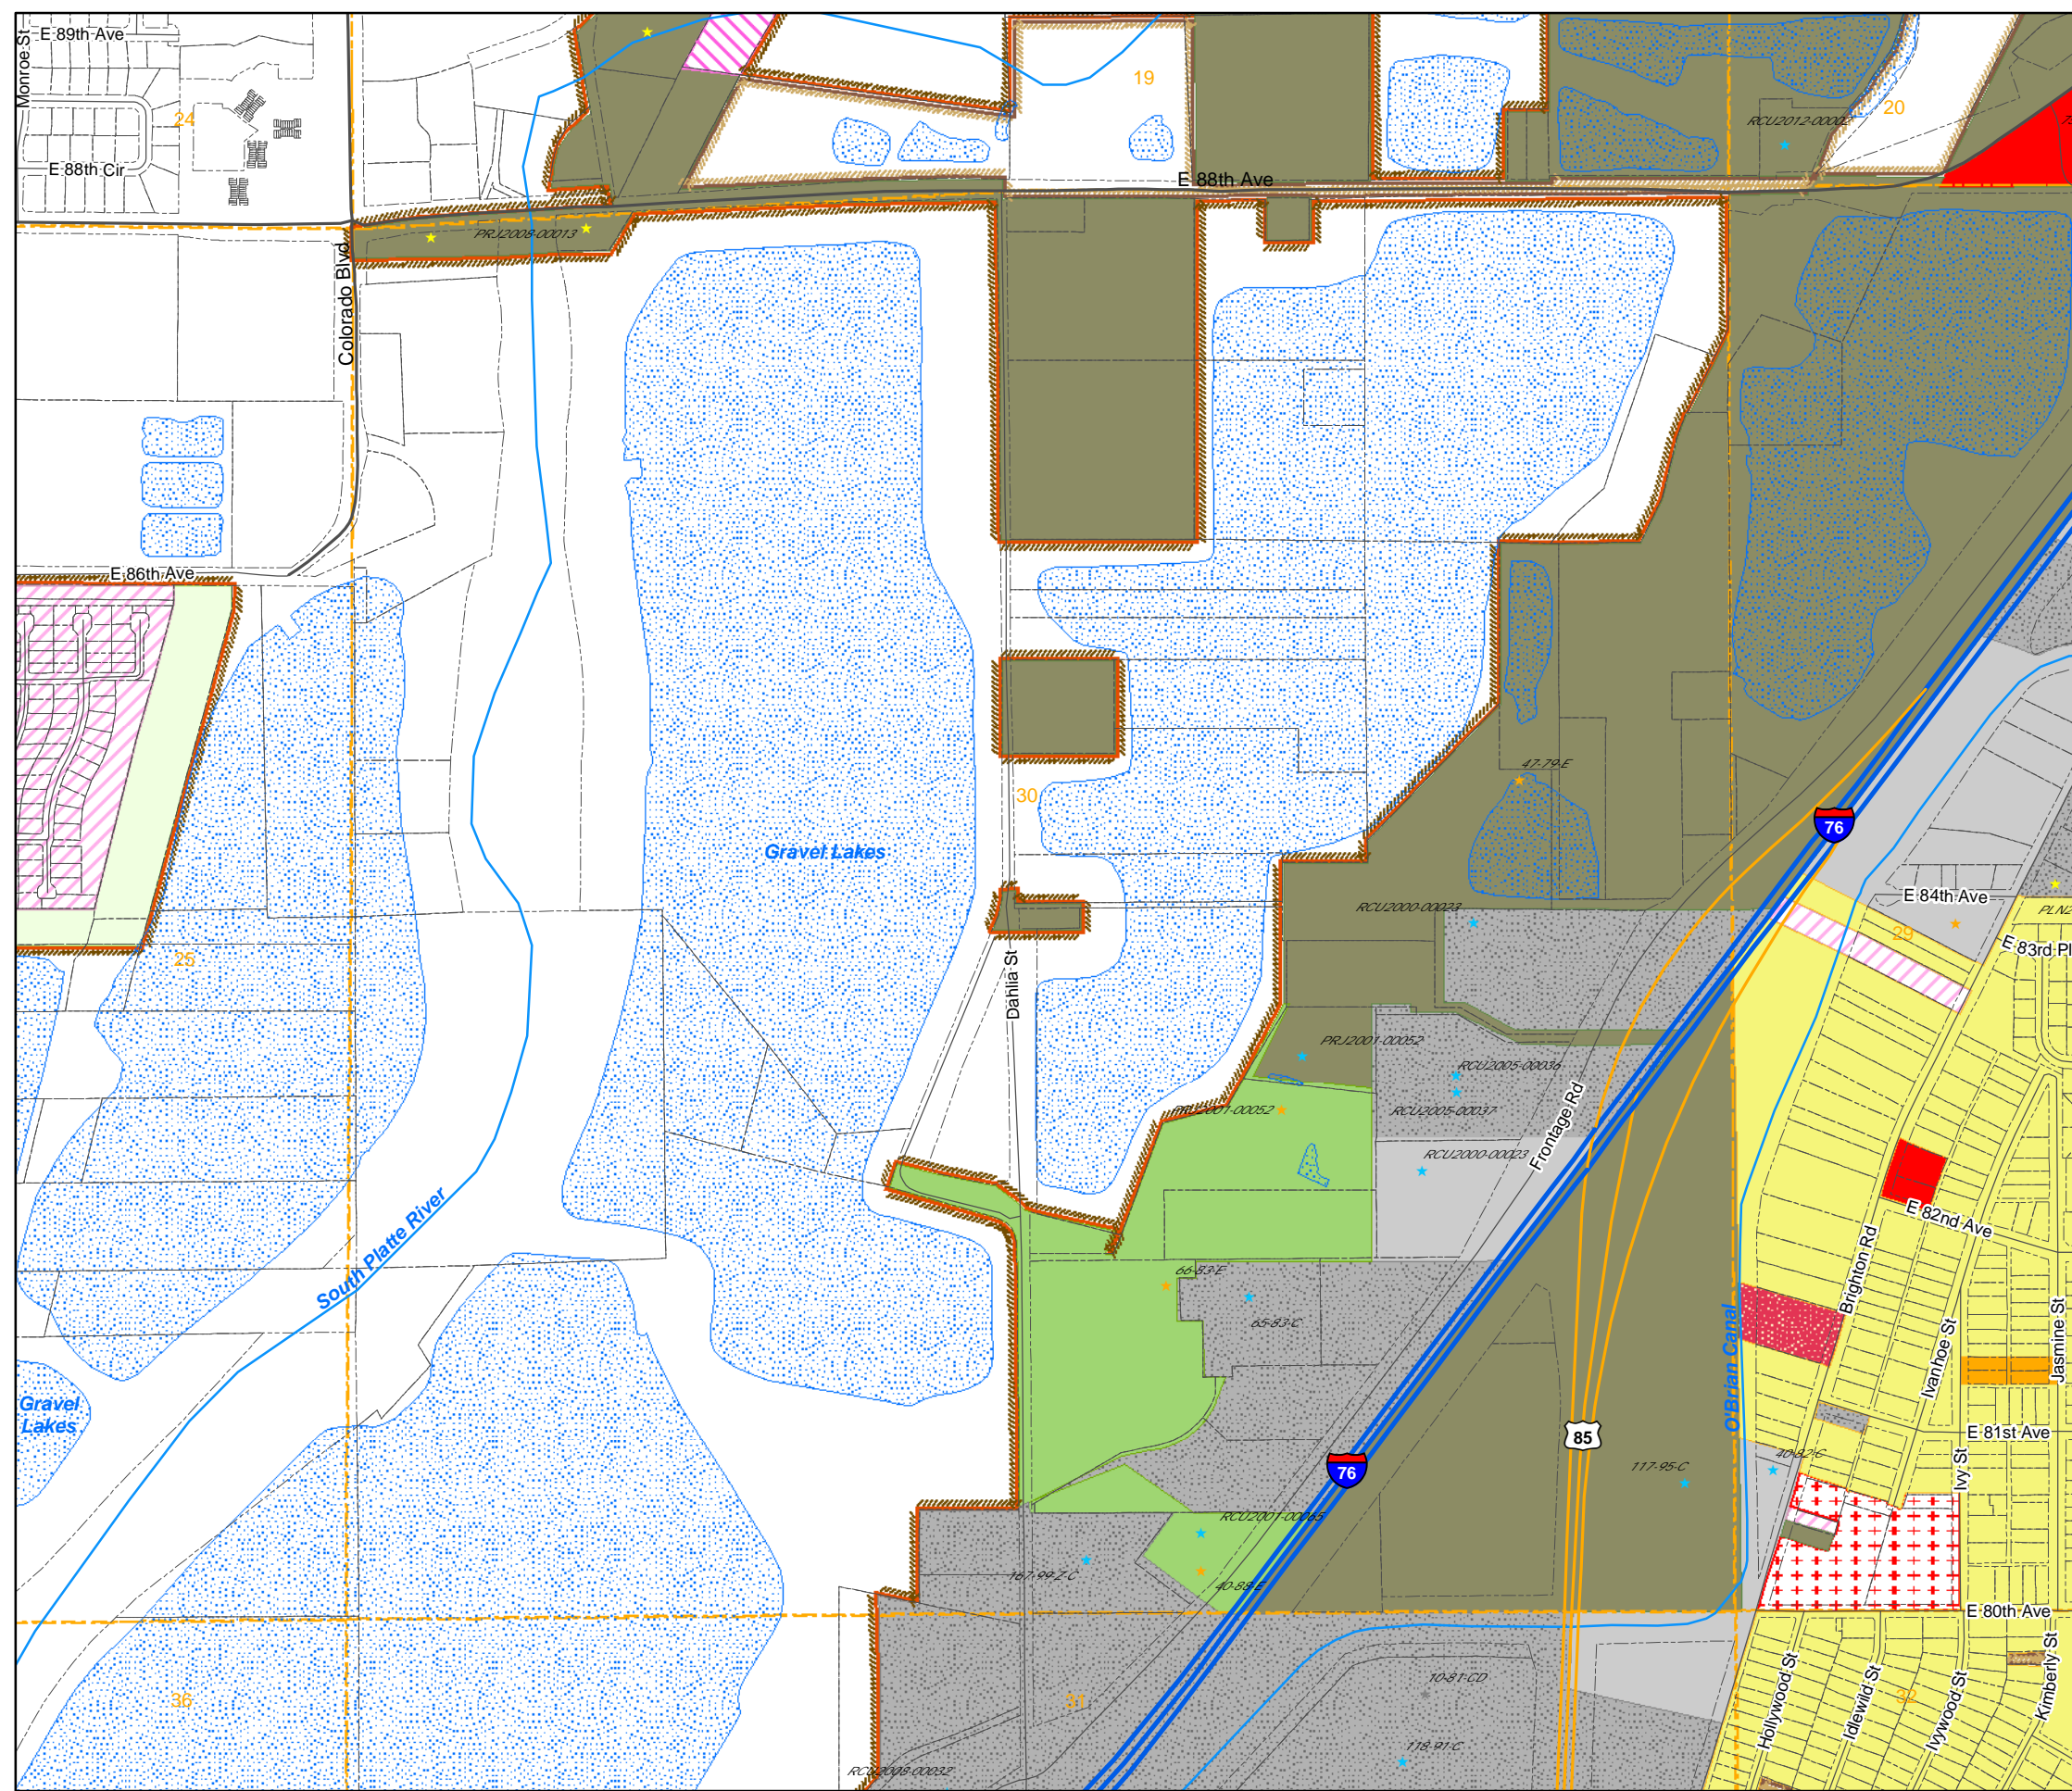 Monroe St
E 89th Ave
24
E 88th Cir
19
20
RCU2012-00002
E 88th Ave
PRJ2008-00013
Colorado Blvd
E 86th Ave
30
Gravel Lakes
47-79-E
76
E 84th Ave
29
E 83rd Pl
RCU2000-00023
25
Dahlia St
PRJ2001-00052
RCU2005-00036
PRJ2001-00052
RCU2005-00037
Frontage Rd
RCU2000-00023
South Platte River
E 82nd Ave
Brighton Rd
66-83-E
65-83-C
O'Brian Canal
Ivanhoe St
Jasmine St
Gravel
Lakes
85
E 81st Ave
76
117-95-C
40-82-C
Ivy St
RCU2001-00065
167-99-Z-C
40-88-E
E 80th Ave
36
31
10-81-CD
32
Hollywood St
Idlewild St
Ivywood St
Kimberly St
118-91-C
RCU2008-00032